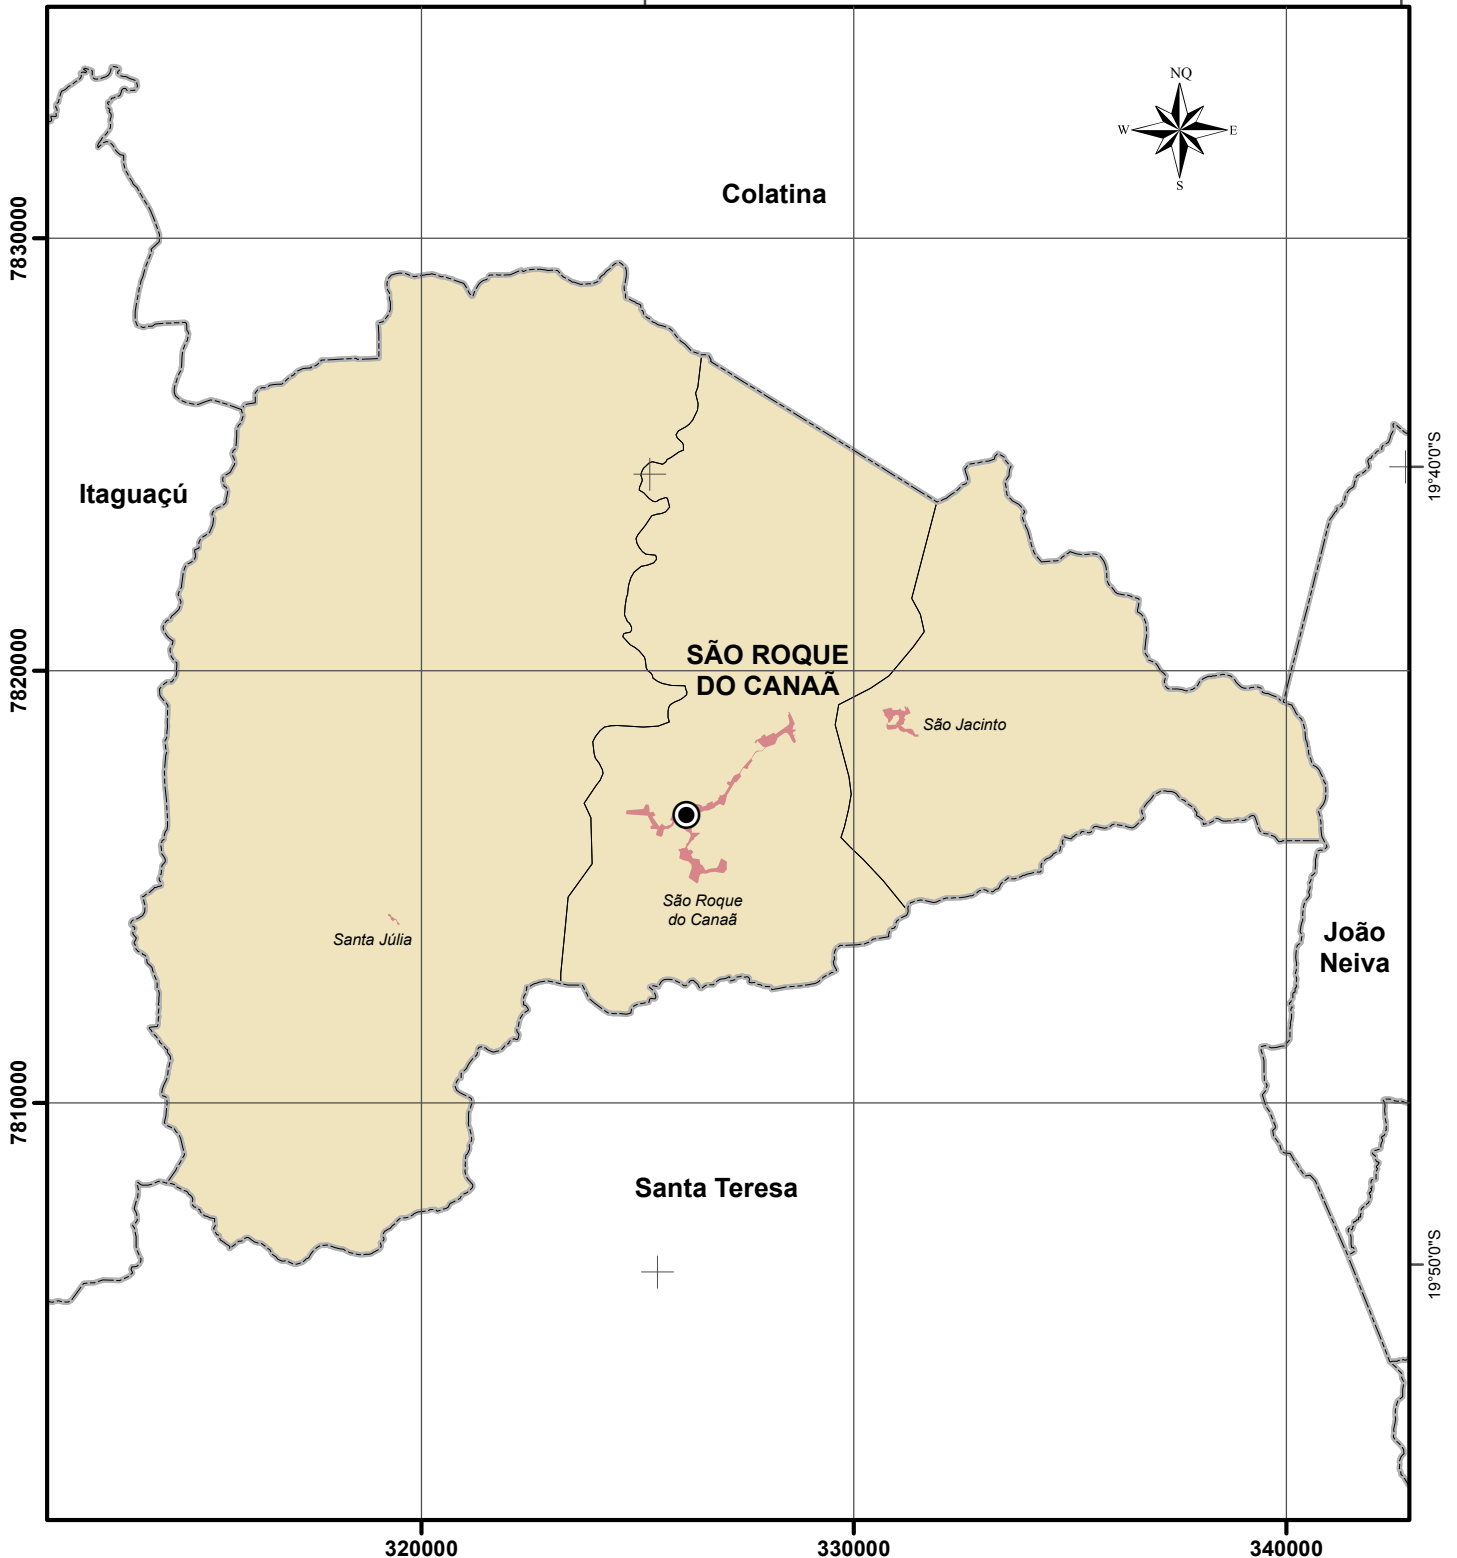 NQ
W
E
S
Colatina
7830000
Itaguaçú
19°40'0"S
7820000
SÃO ROQUE
DO CANAÃ
São Jacinto
São Roque
do Canaã
Santa Júlia
João
Neiva
7810000
Santa Teresa
19°50'0"S
320000
330000
340000